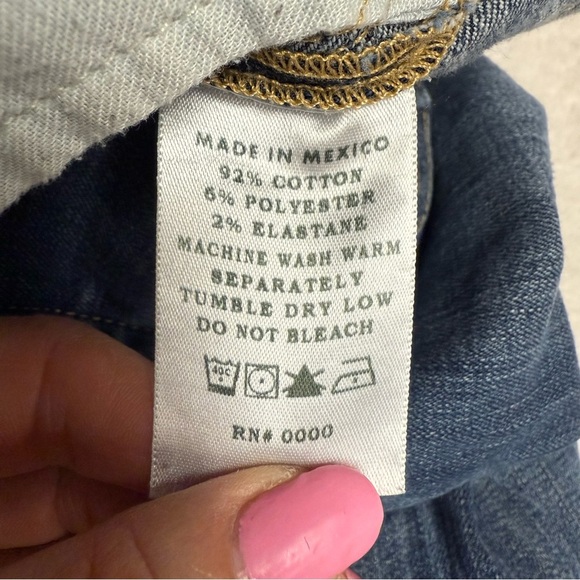 MADE IN MEXICO
92% COTTON
6% POLYESTER
2% ELASTANE
MACHINE WASH WARM
SEPARATELY
TUMBLE DRY LOW
DO NOT BLEACH
40C
RN# 0000